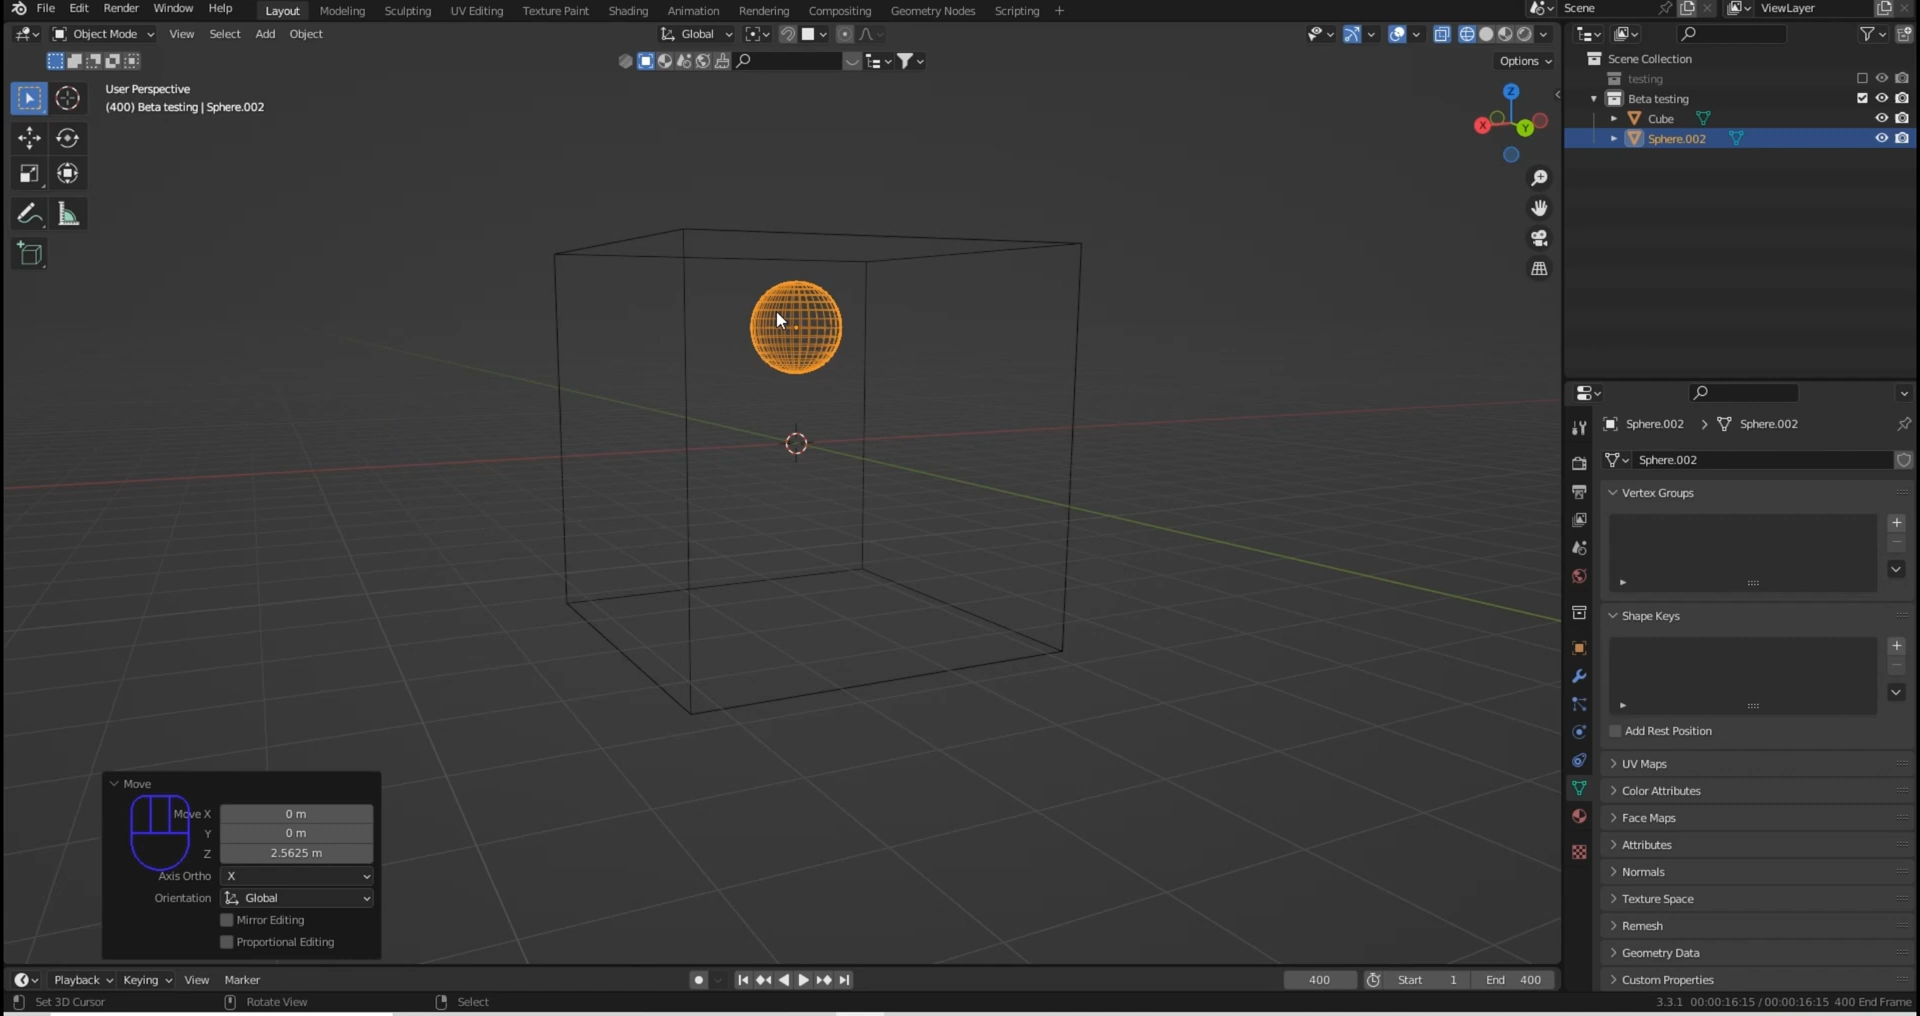 File Edit Render Window Help Layout Modeling Sculpting UV Editing Texture Paint Shading Animation Rendering Compositing Geometry Nodes Scripting + Scene ViewLayer
Object Mode View Select Add Object Global
Options
User Perspective
(400) Beta testing | Sphere.002
Z
X
Y
Scene Collection
testing
Beta testing
Cube
Sphere.002
Sphere.002 > Sphere.002
Sphere.002
Vertex Groups
Shape Keys
Add Rest Position
UV Maps
Color Attributes
Face Maps
Attributes
Normals
Texture Space
Remesh
Geometry Data
Custom Properties
Move
Move X 0 m
Y 0 m
Z 2.5625 m
Axis Ortho X
Orientation Global
Mirror Editing
Proportional Editing
Playback Keying View Marker 400 Start 1 End 400
Set 3D Cursor Rotate View Select 3.3.1 00:00:16:15 / 00:00:16:15 400 End Frame